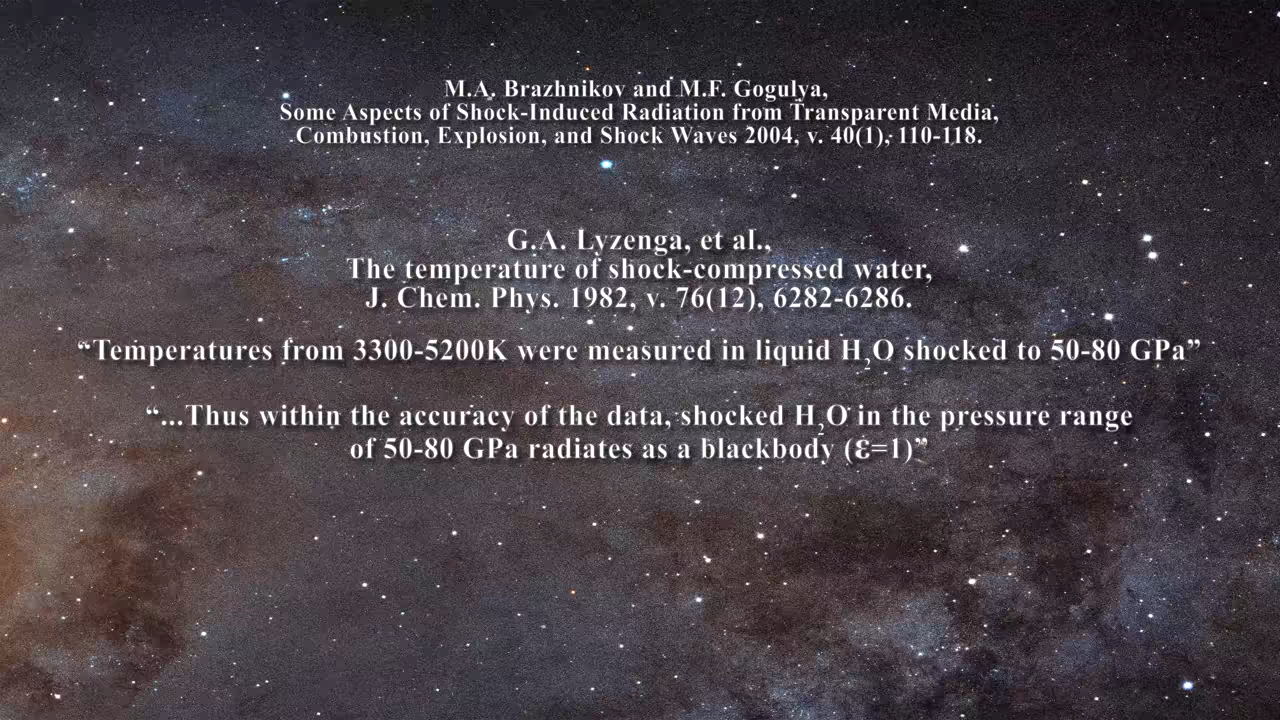 M.A. Brazhnikov and M.F. Gogulya,
Some Aspects of Shock-Induced Radiation from Transparent Media,
Combustion, Explosion, and Shock Waves 2004, v. 40(1), 110-118.
G.A. Lyzenga, et al.,
The temperature of shock-compressed water,
J. Chem. Phys. 1982, v. 76(12), 6282-6286.
“Temperatures from 3300-5200K were measured in liquid H₂O shocked to 50-80 GPa”
“...Thus within the accuracy of the data, shocked H₂O in the pressure range
of 50-80 GPa radiates as a blackbody (ε=1)”